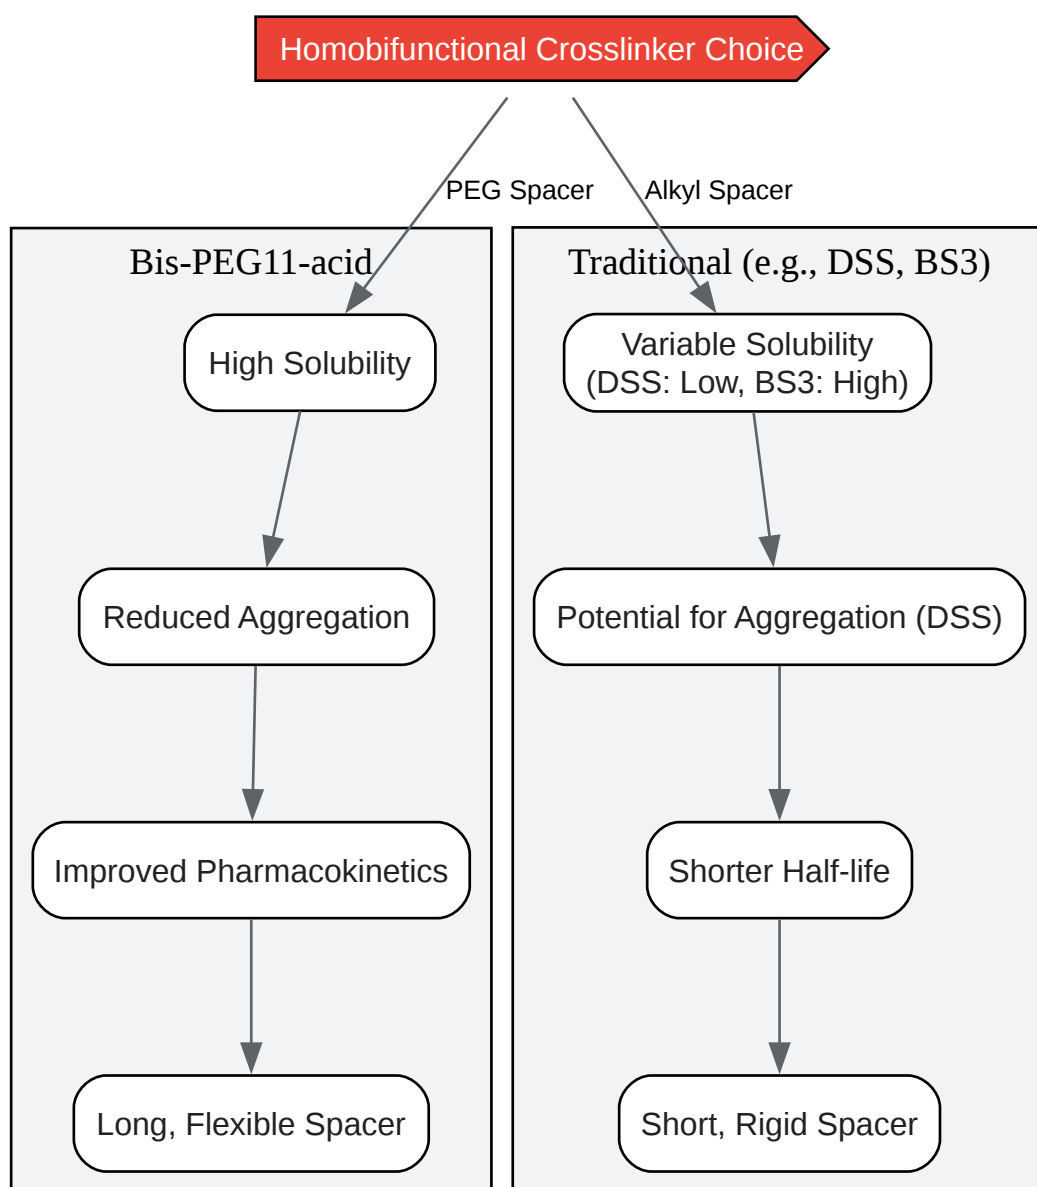 Homobifunctional Crosslinker Choice
PEG Spacer
Alkyl Spacer
Bis-PEG11-acid
High Solubility
Reduced Aggregation
Improved Pharmacokinetics
Long, Flexible Spacer
Traditional (e.g., DSS, BS3)
Variable Solubility
(DSS: Low, BS3: High)
Potential for Aggregation (DSS)
Shorter Half-life
Short, Rigid Spacer